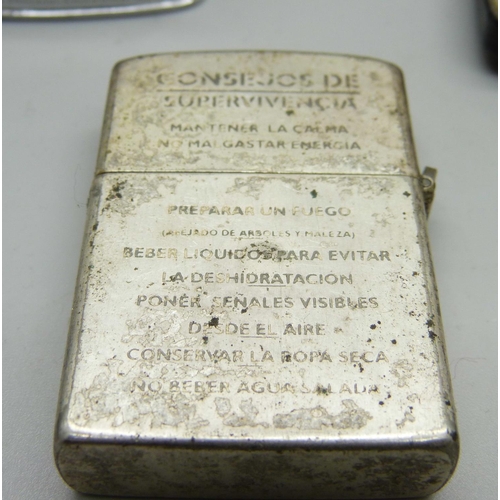 CONSEJOS DE
SUPERVIVENCIA
MANTENER LA CALMA
NO MALGASTAR ENERGIA
PREPARAR UN FUEGO
(ALEJADO DE ARBOLES Y MALEZA)
BEBER LIQUIDOS PARA EVITAR
LA DESHIDRATACIÓN
PONER SEÑALES VISIBLES
DESDE EL AIRE
CONSERVAR LA ROPA SECA
NO BEBER AGUA SALADA